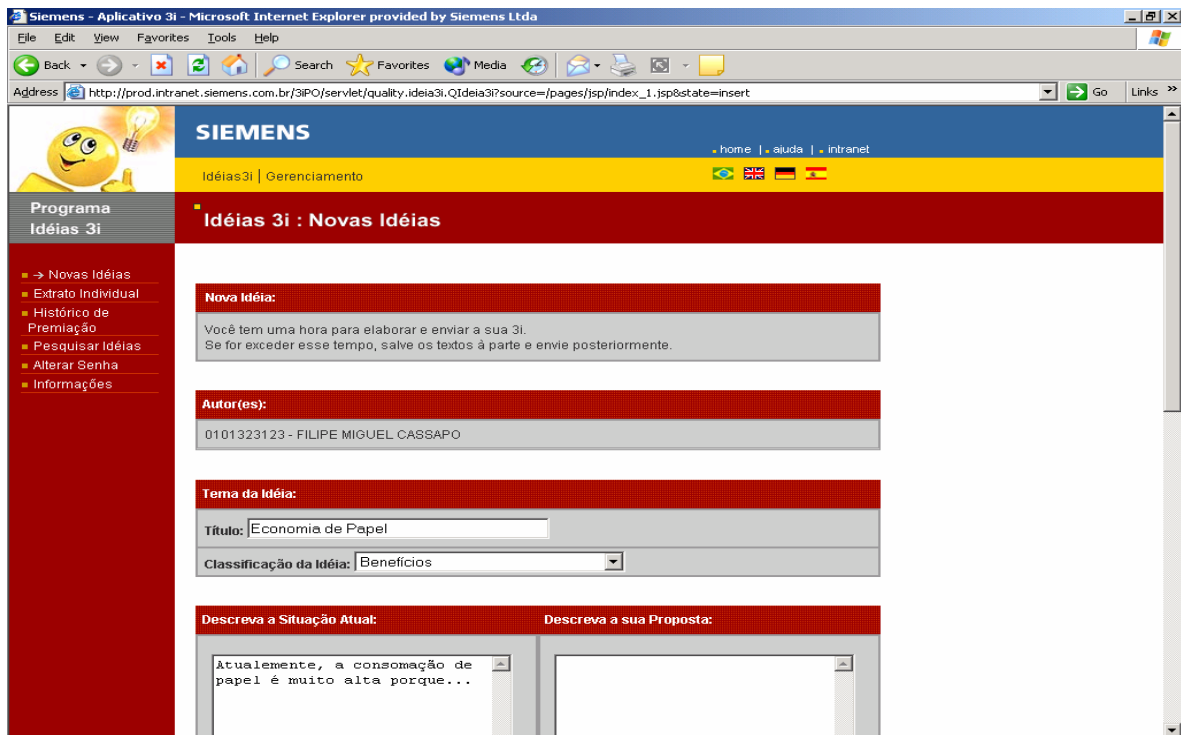 Siemens - Aplicativo 3i - Microsoft Internet Explorer provided by Siemens Ltda
File Edit View Favorites Tools Help
Back Search Favorites Media
Address http://prod.intranet.siemens.com.br/3iPO/servlet/quality.ideia3i.QIdeia3i?source=/pages/jsp/index_1.jsp&state=insert Go Links »
SIEMENS
home | ajuda | intranet
Idéias3i | Gerenciamento
Programa
Idéias 3i
Idéias 3i : Novas Idéias
→ Novas Idéias
Extrato Individual
Histórico de
Premiação
Pesquisar Idéias
Alterar Senha
Informações
Nova Idéia:
Você tem uma hora para elaborar e enviar a sua 3i.
Se for exceder esse tempo, salve os textos à parte e envie posteriormente.
Autor(es):
0101323123 - FILIPE MIGUEL CASSAPO
Tema da Idéia:
Título: Economia de Papel
Classificação da Idéia: Benefícios
Descreva a Situação Atual: Descreva a sua Proposta:
Atualemente, a consomação de
papel é muito alta porque...